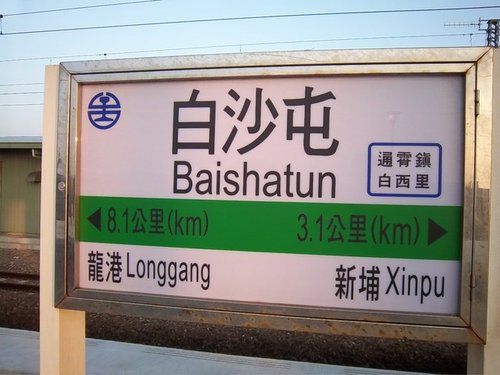 白沙屯
Baishatun
通霄鎮
白西里
8.1公里(km) 3.1公里(km)
龍港 Longgang 新埔 Xinpu